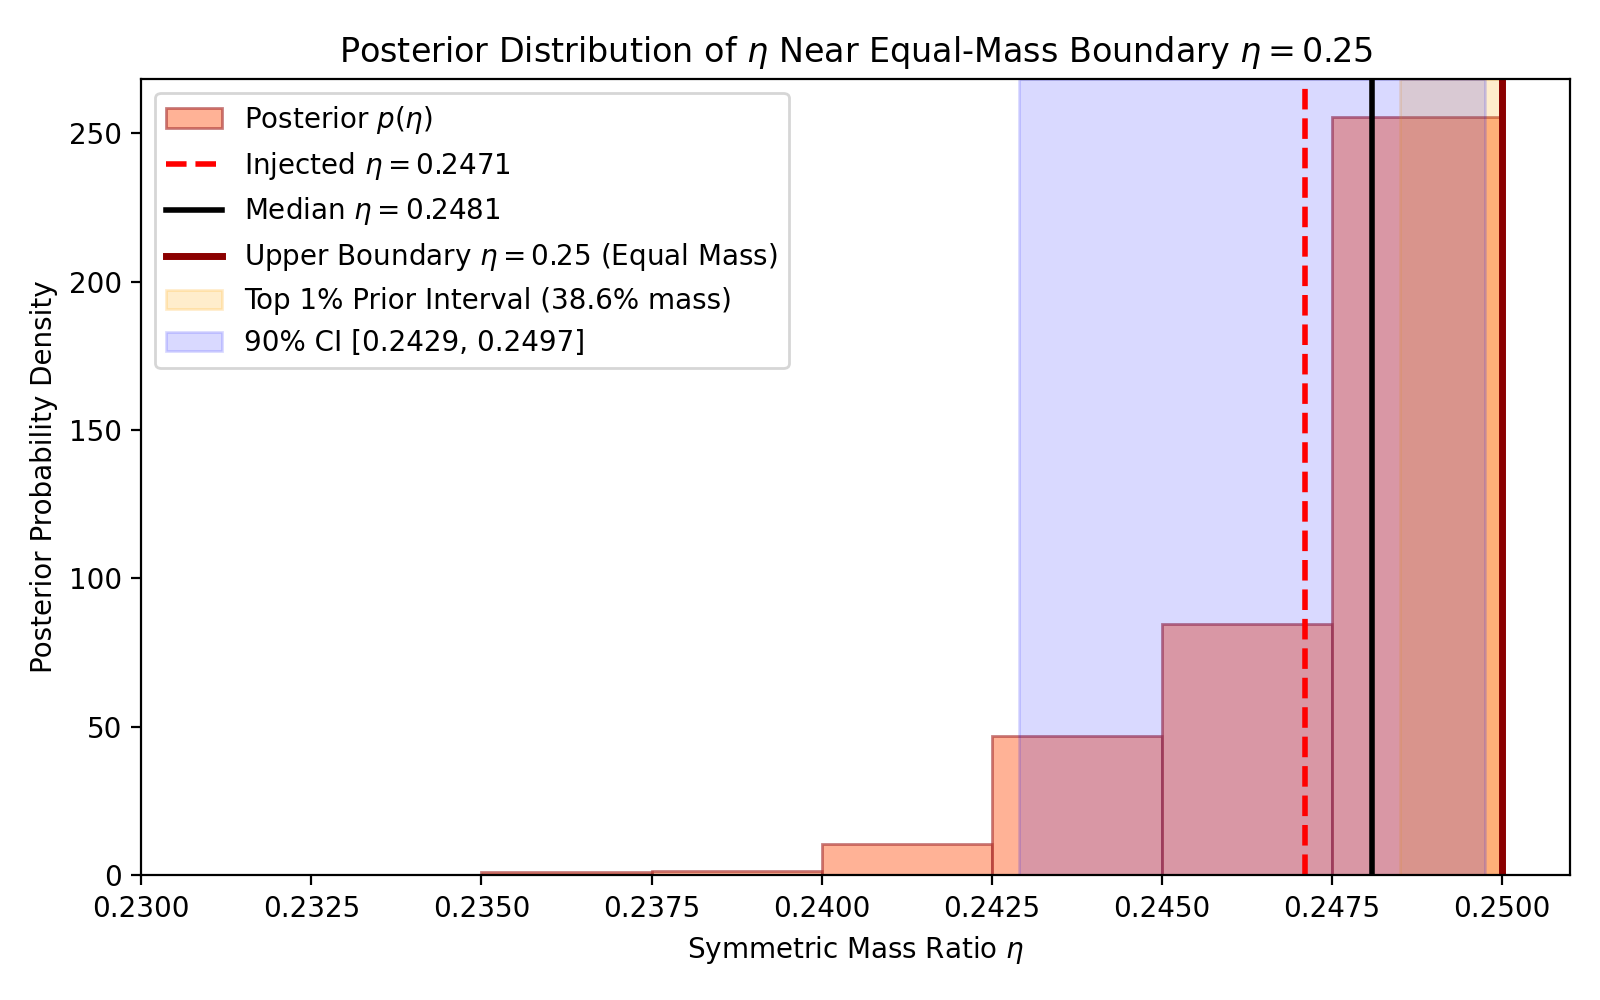 Posterior Distribution of η Near Equal-Mass Boundary η = 0.25
Posterior p(η)
Injected η = 0.2471
Median η = 0.2481
Upper Boundary η = 0.25 (Equal Mass)
Top 1% Prior Interval (38.6% mass)
90% CI [0.2429, 0.2497]
Posterior Probability Density
250
200
150
100
50
0
0.2300 0.2325 0.2350 0.2375 0.2400 0.2425 0.2450 0.2475 0.2500
Symmetric Mass Ratio η